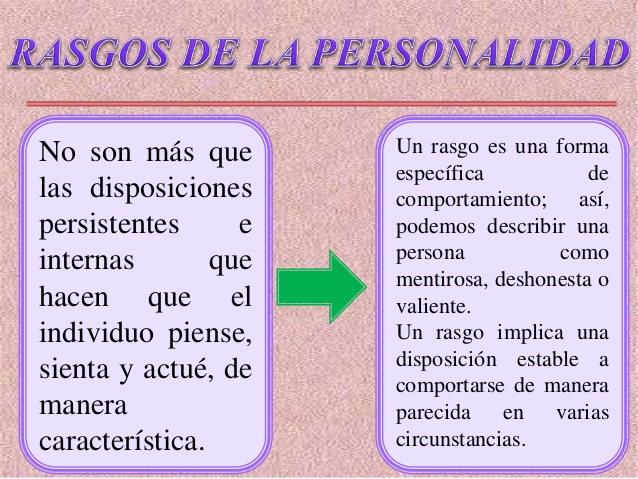 RASGOS DE LA PERSONALIDAD
No son más que
las disposiciones
persistentes e
internas que
hacen que el
individuo piense,
sienta y actué, de
manera
característica.
Un rasgo es una forma
específica de
comportamiento; así,
podemos describir una
persona como
mentirosa, deshonesta o
valiente.
Un rasgo implica una
disposición estable a
comportarse de manera
parecida en varias
circunstancias.